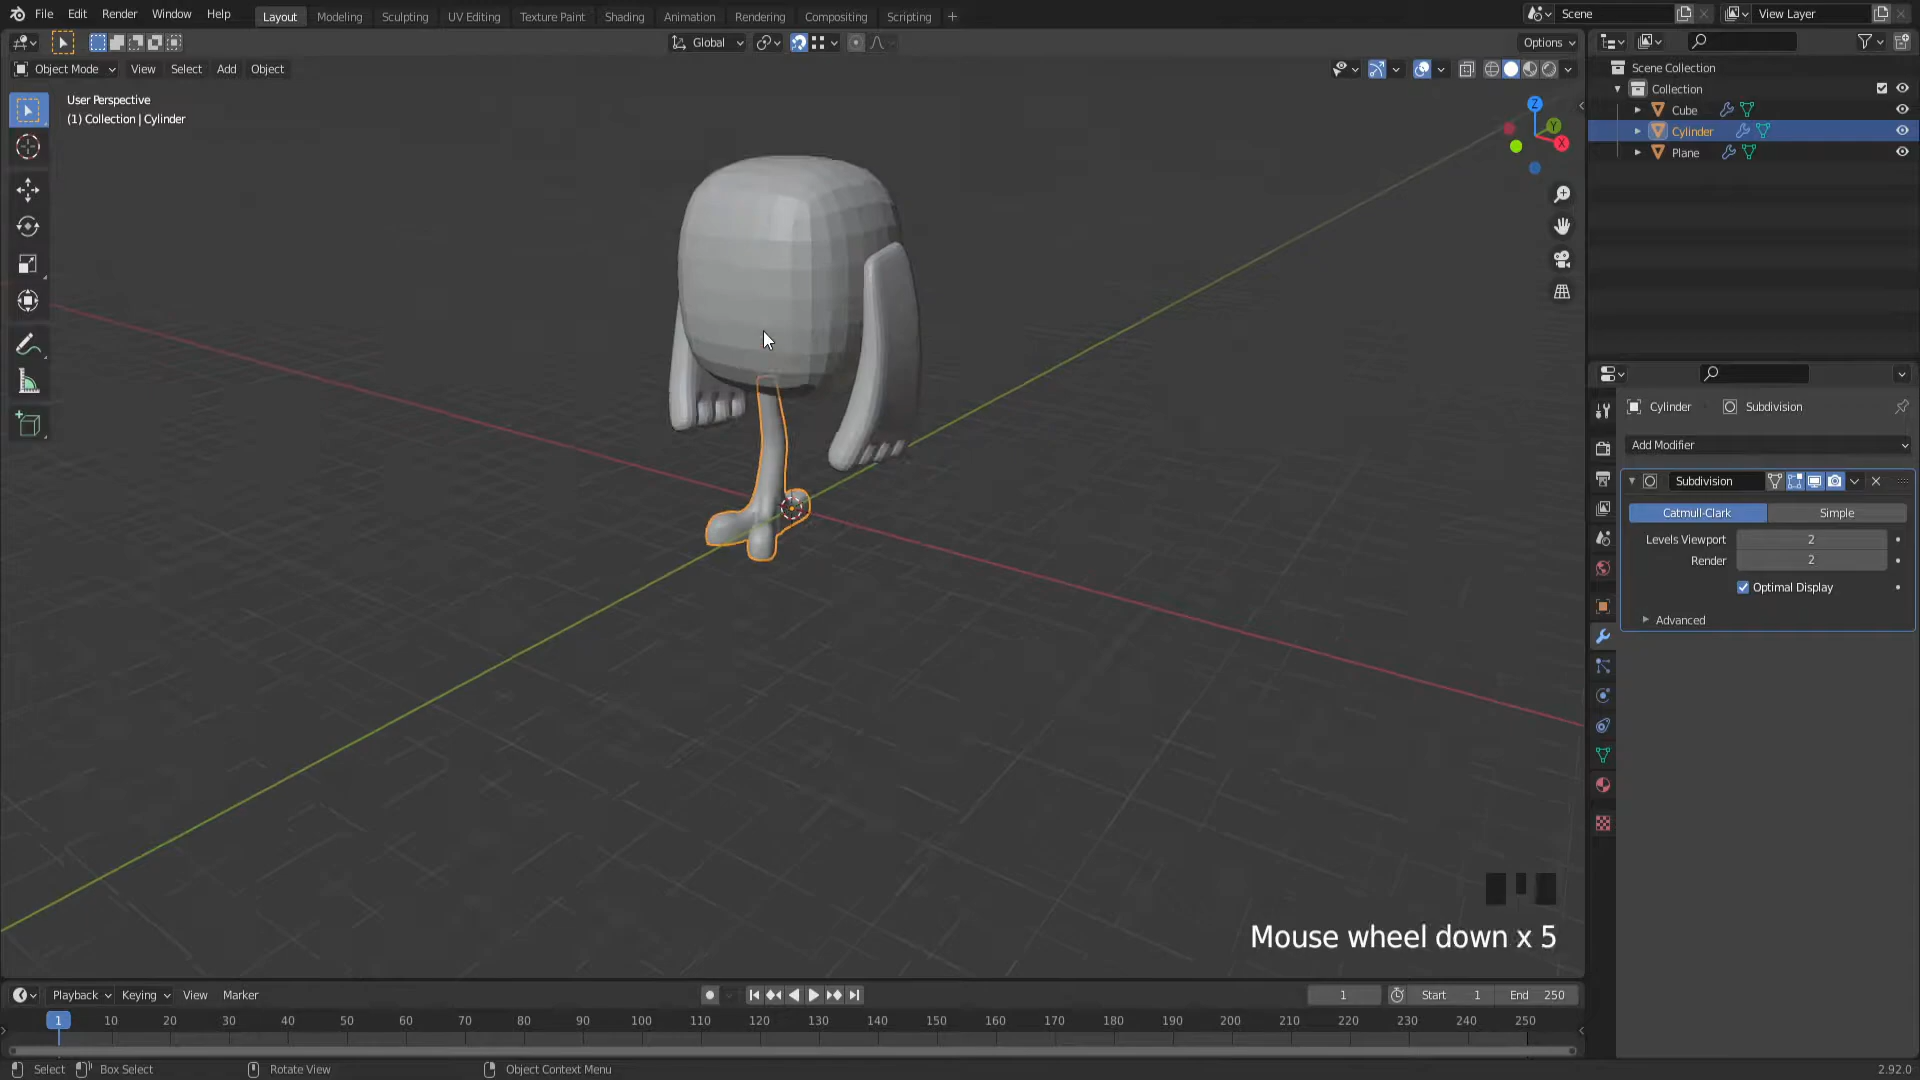 File Edit Render Window Help Layout Modeling Sculpting UV Editing Texture Paint Shading Animation Rendering Compositing Scripting Scene View Layer
Global Options
Object Mode View Select Add Object
User Perspective
(1) Collection | Cylinder
Z
Y
X
Scene Collection
Collection
Cube
Cylinder
Plane
Cylinder Subdivision
Add Modifier
Subdivision
Catmull-Clark Simple
Levels Viewport 2
Render 2
Optimal Display
Advanced
Mouse wheel down x 5
Playback Keying View Marker 1 Start 1 End 250
1 10 20 30 40 50 60 70 80 90 100 110 120 130 140 150 160 170 180 190 200 210 220 230 240 250
Select Box Select Rotate View Object Context Menu 2.92.0